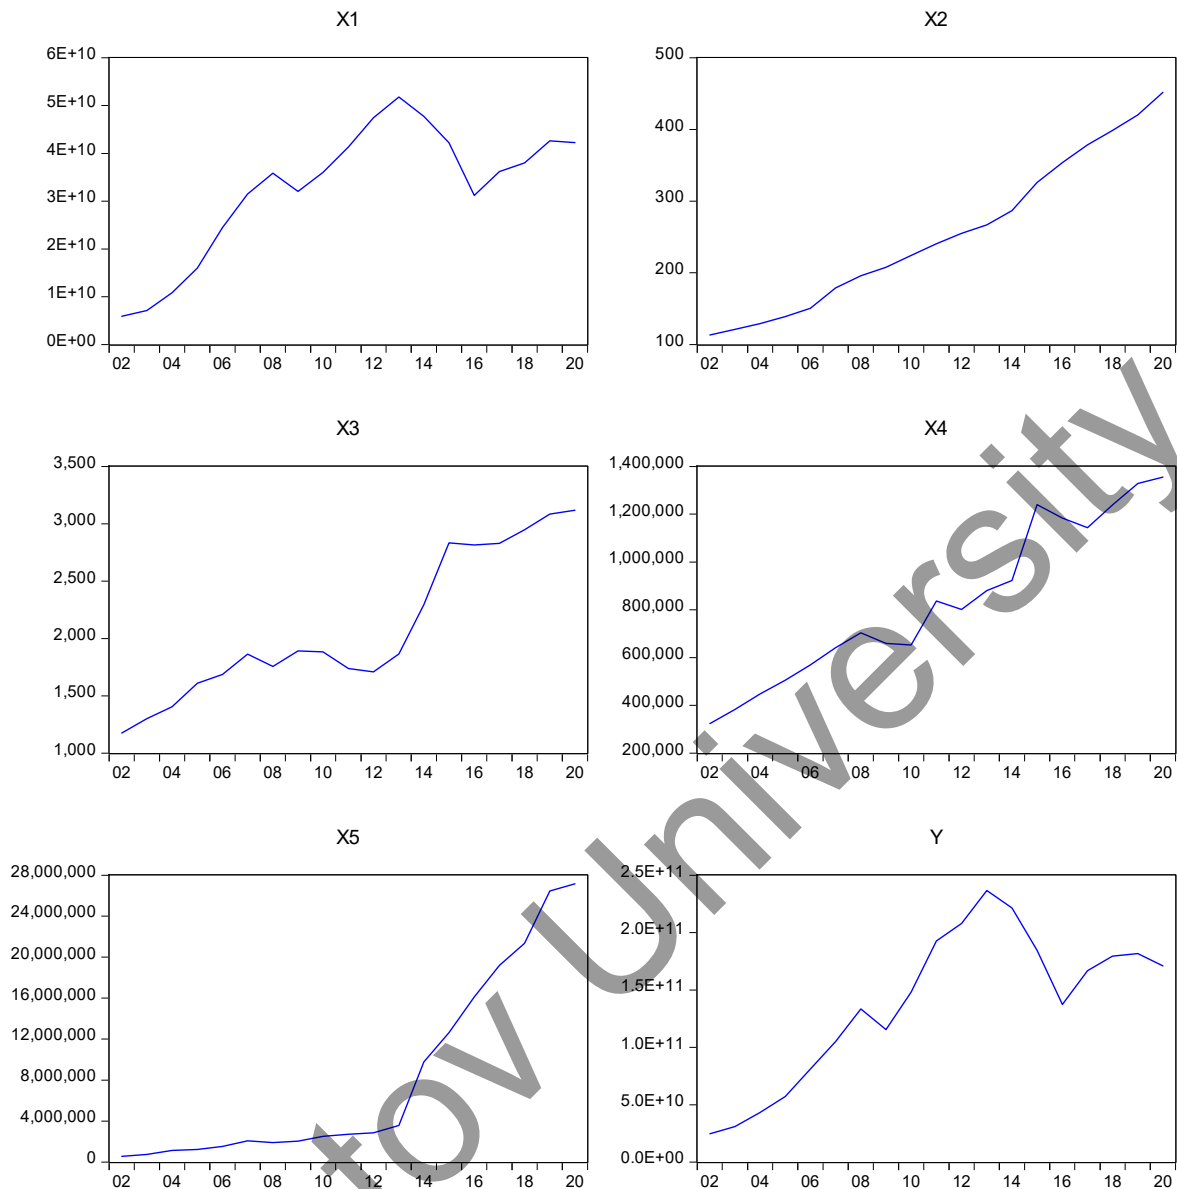 X1
6E+10
5E+10
4E+10
3E+10
2E+10
1E+10
0E+00
02 04 06 08 10 12 14 16 18 20
X2
500
400
300
200
100
02 04 06 08 10 12 14 16 18 20
X3
3,500
3,000
2,500
2,000
1,500
1,000
02 04 06 08 10 12 14 16 18 20
X4
1,400,000
1,200,000
1,000,000
800,000
600,000
400,000
200,000
02 04 06 08 10 12 14 16 18 20
X5
28,000,000
24,000,000
20,000,000
16,000,000
12,000,000
8,000,000
4,000,000
0
02 04 06 08 10 12 14 16 18 20
Y
2.5E+11
2.0E+11
1.5E+11
1.0E+11
5.0E+10
0.0E+00
02 04 06 08 10 12 14 16 18 20
tov University